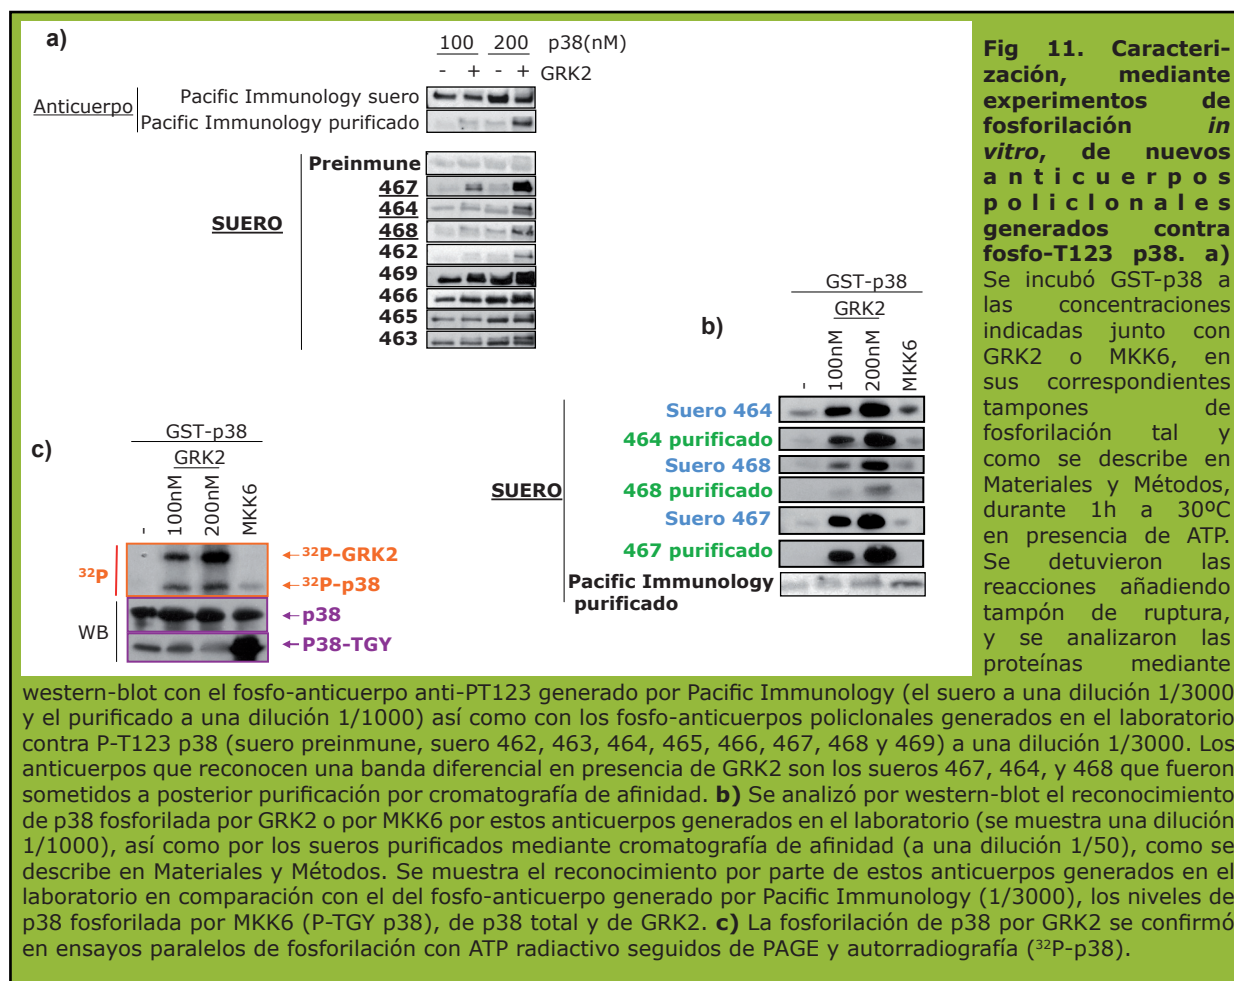 a)
100 200 p38(nM)
- + - + GRK2
Anticuerpo
Pacific Immunology suero
Pacific Immunology purificado
Preinmune
467
464
SUERO
468
462
469
466
465
463
b)
GST-p38
GRK2
- 100nM 200nM MKK6
Suero 464
464 purificado
Suero 468
SUERO
468 purificado
Suero 467
467 purificado
Pacific Immunology
purificado
c)
GST-p38
GRK2
- 100nM 200nM MKK6
32P
←32P-GRK2
←32P-p38
WB
←p38
←P38-TGY
Fig 11. Caracteri-
zación, mediante
experimentos de
fosforilación in
vitro, de nuevos
anticuerpos
policlonales
generados contra
fosfo-T123 p38. a)
Se incubó GST-p38 a
las concentraciones
indicadas junto con
GRK2 o MKK6, en
sus correspondientes
tampones de
fosforilación tal y
como se describe en
Materiales y Métodos,
durante 1h a 30ºC
en presencia de ATP.
Se detuvieron las
reacciones añadiendo
tampón de ruptura,
y se analizaron las
proteínas mediante
western-blot con el fosfo-anticuerpo anti-PT123 generado por Pacific Immunology (el suero a una dilución 1/3000
y el purificado a una dilución 1/1000) así como con los fosfo-anticuerpos policlonales generados en el laboratorio
contra P-T123 p38 (suero preinmune, suero 462, 463, 464, 465, 466, 467, 468 y 469) a una dilución 1/3000. Los
anticuerpos que reconocen una banda diferencial en presencia de GRK2 son los sueros 467, 464, y 468 que fueron
sometidos a posterior purificación por cromatografía de afinidad. b) Se analizó por western-blot el reconocimiento
de p38 fosforilada por GRK2 o por MKK6 por estos anticuerpos generados en el laboratorio (se muestra una dilución
1/1000), así como por los sueros purificados mediante cromatografía de afinidad (a una dilución 1/50), como se
describe en Materiales y Métodos. Se muestra el reconocimiento por parte de estos anticuerpos generados en el
laboratorio en comparación con el del fosfo-anticuerpo generado por Pacific Immunology (1/3000), los niveles de
p38 fosforilada por MKK6 (P-TGY p38), de p38 total y de GRK2. c) La fosforilación de p38 por GRK2 se confirmó
en ensayos paralelos de fosforilación con ATP radiactivo seguidos de PAGE y autorradiografía (32P-p38).